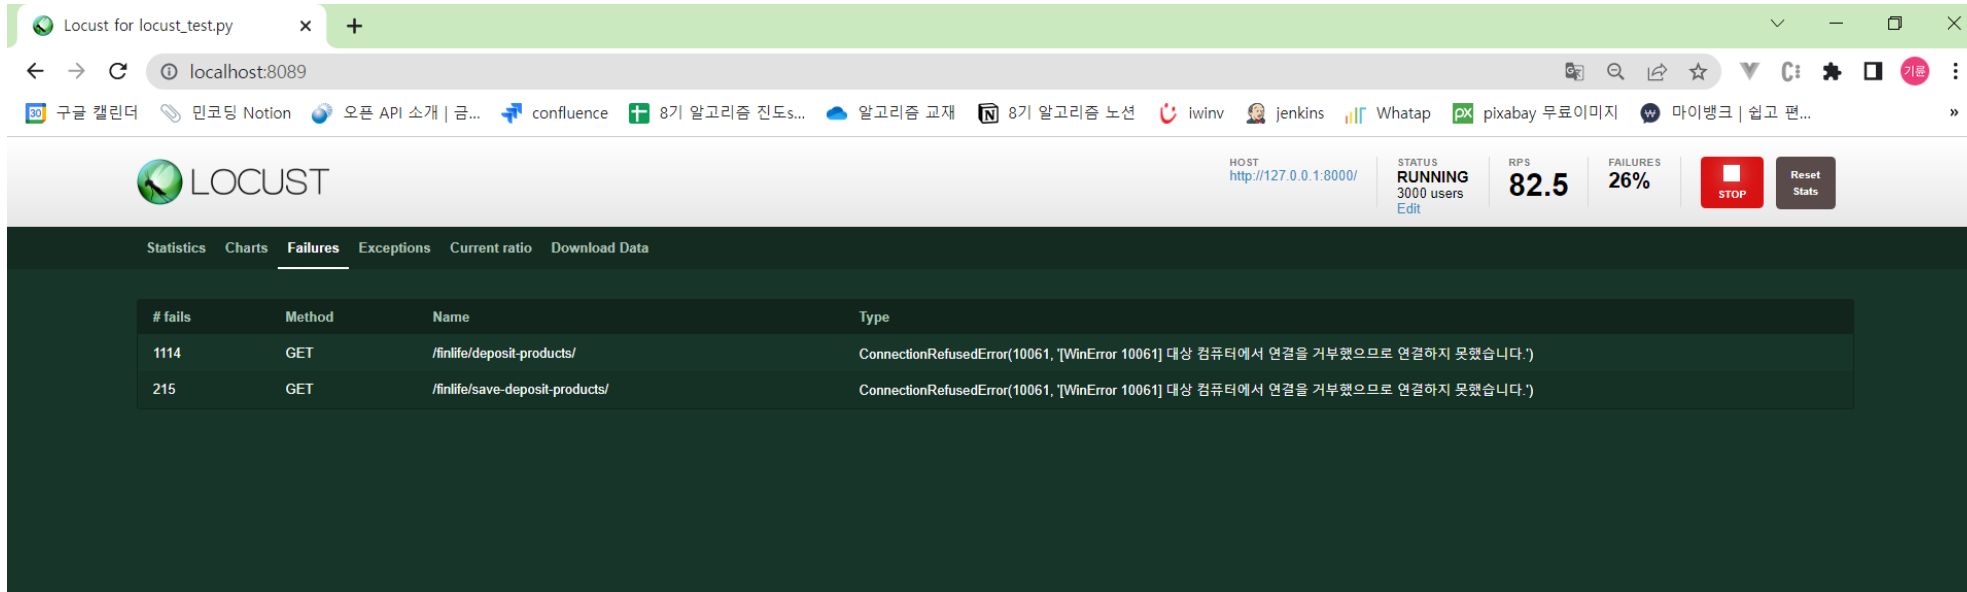 Locust for locust_test.py
localhost:8089
기륜
30 구글 캘린더 민코딩 Notion 오픈 API 소개 | 금... confluence 8기 알고리즘 진도s... 알고리즘 교재 8기 알고리즘 노션 iwinv jenkins Whatap px pixabay 무료이미지 마이뱅크 | 쉽고 편... »
LOCUST
HOST
http://127.0.0.1:8000/
STATUS
RUNNING
3000 users
Edit
RPS
82.5
FAILURES
26%
STOP
Reset
Stats
Statistics Charts Failures Exceptions Current ratio Download Data
# fails Method Name Type
1114 GET /finlife/deposit-products/ ConnectionRefusedError(10061, '[WinError 10061] 대상 컴퓨터에서 연결을 거부했으므로 연결하지 못했습니다.')
215 GET /finlife/save-deposit-products/ ConnectionRefusedError(10061, '[WinError 10061] 대상 컴퓨터에서 연결을 거부했으므로 연결하지 못했습니다.')